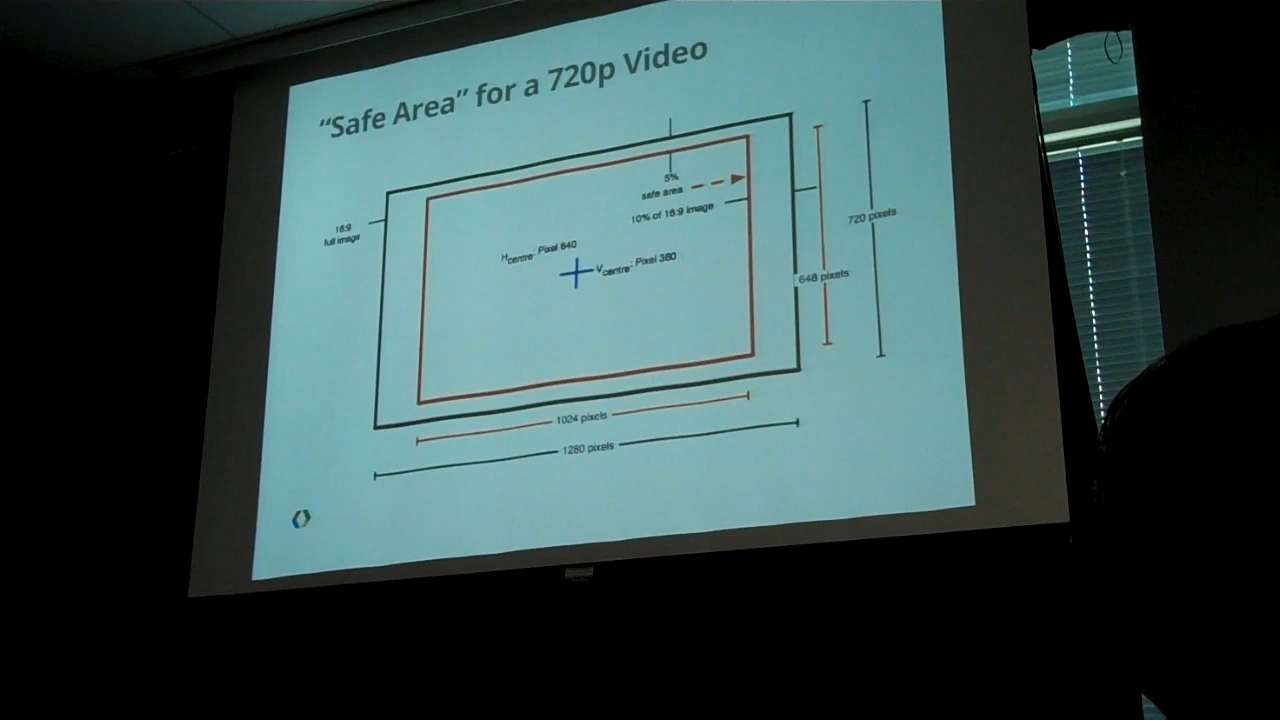 “Safe Area” for a 720p Video
5%
safe area
10% of 16:9 image
16:9
full image
Hcentre: Pixel 640
Vcentre: Pixel 360
720 pixels
648 pixels
1024 pixels
1280 pixels